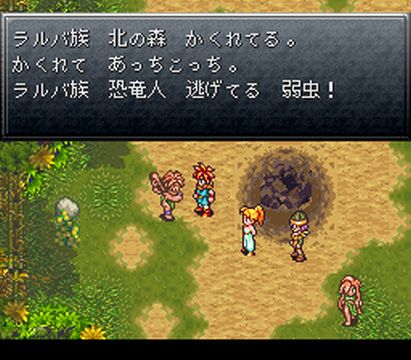 ラルバ族　北の森　かくれてる。
かくれて　あっちこっち。
ラルバ族　恐竜人　逃げてる　弱虫！